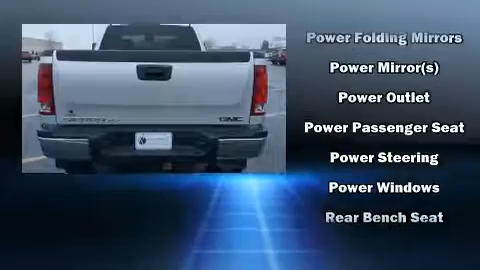 Power Folding Mirrors
Power Mirror(s)
Power Outlet
Power Passenger Seat
Power Steering
Power Windows
Rear Bench Seat
GMC